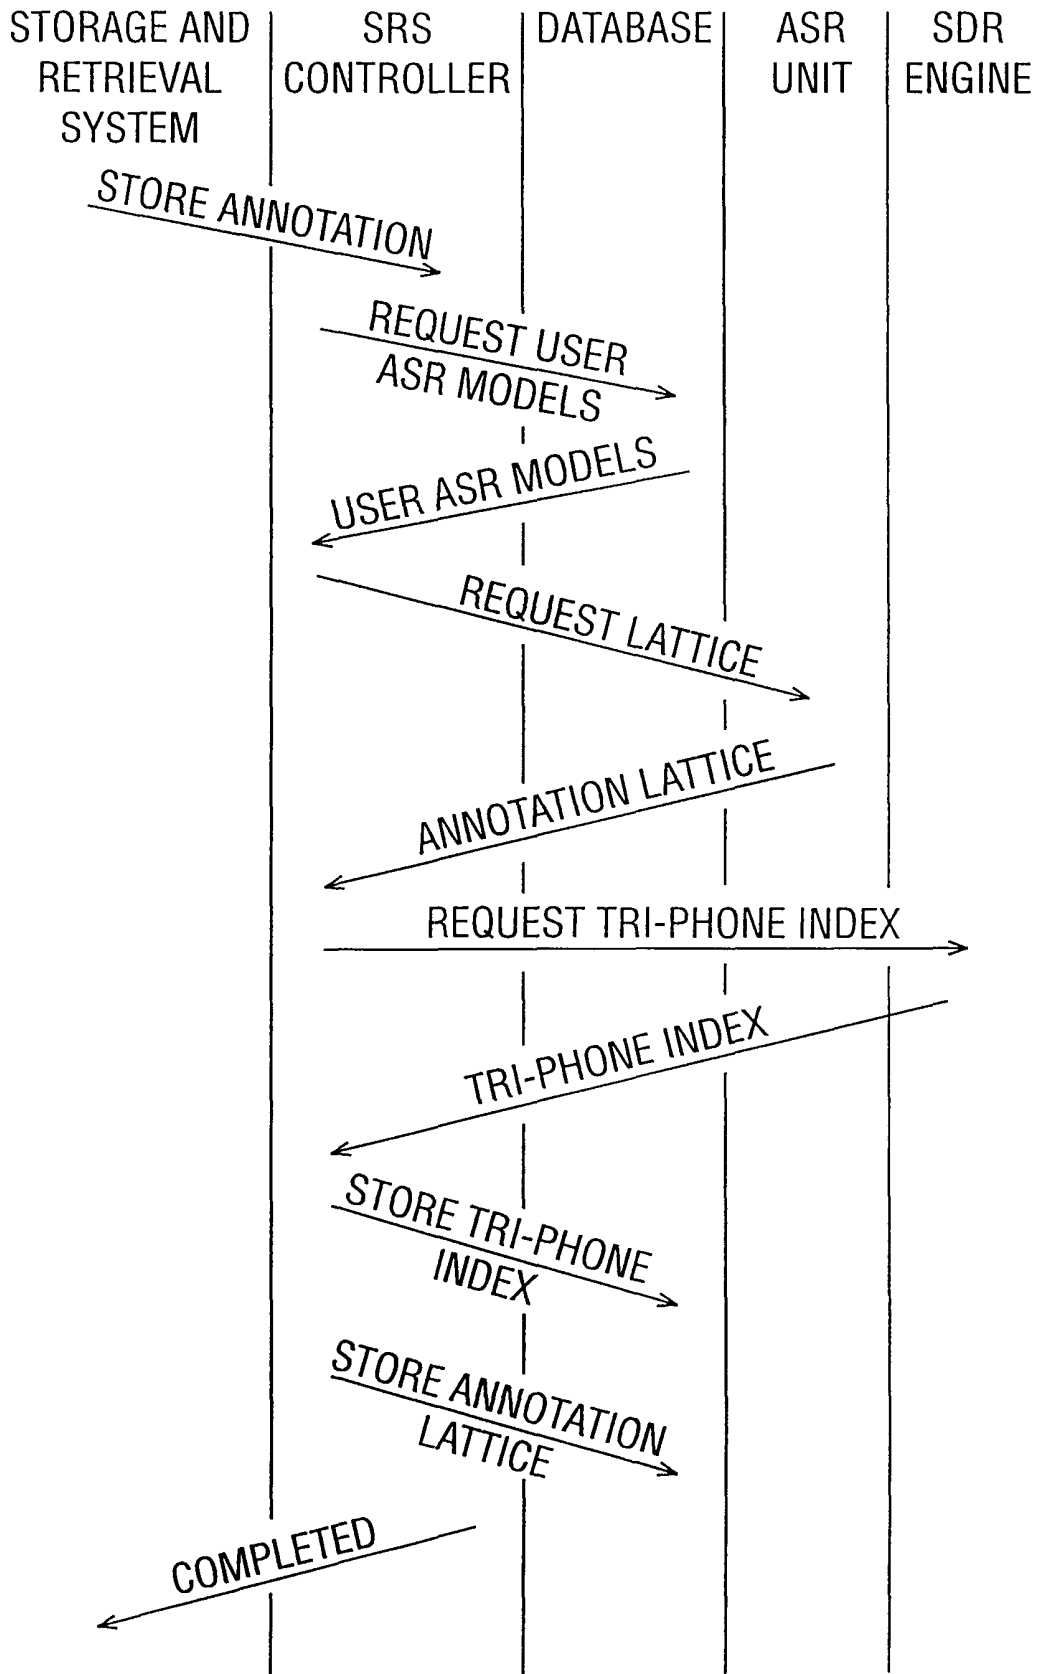 STORAGE AND
RETRIEVAL
SYSTEM
SRS
CONTROLLER
DATABASE
ASR
UNIT
SDR
ENGINE
STORE ANNOTATION
REQUEST USER
ASR MODELS
USER ASR MODELS
REQUEST LATTICE
ANNOTATION LATTICE
REQUEST TRI-PHONE INDEX
TRI-PHONE INDEX
STORE TRI-PHONE
INDEX
STORE ANNOTATION
LATTICE
COMPLETED